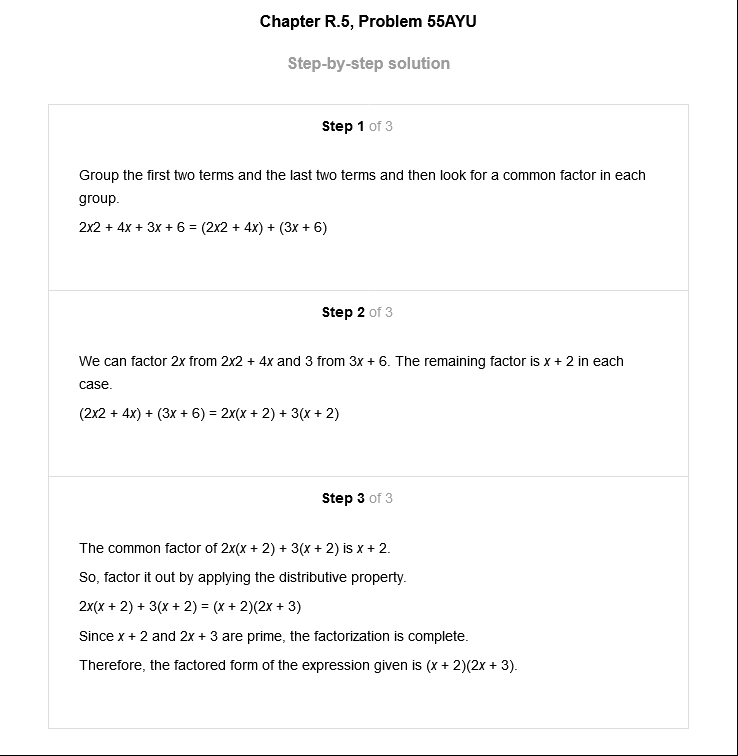 Chapter R.5, Problem 55AYU
Step-by-step solution
Step 1 of 3
Group the first two terms and the last two terms and then look for a common factor in each
group.
2x2 + 4x + 3x + 6 = (2x2 + 4x) + (3x + 6)
Step 2 of 3
We can factor 2x from 2x2 + 4x and 3 from 3x + 6. The remaining factor is x + 2 in each
case.
(2x2 + 4x) + (3x + 6) = 2x(x + 2) + 3(x + 2)
Step 3 of 3
The common factor of 2x(x + 2) + 3(x + 2) is x + 2.
So, factor it out by applying the distributive property.
2x(x + 2) + 3(x + 2) = (x + 2)(2x + 3)
Since x + 2 and 2x + 3 are prime, the factorization is complete.
Therefore, the factored form of the expression given is (x + 2)(2x + 3).